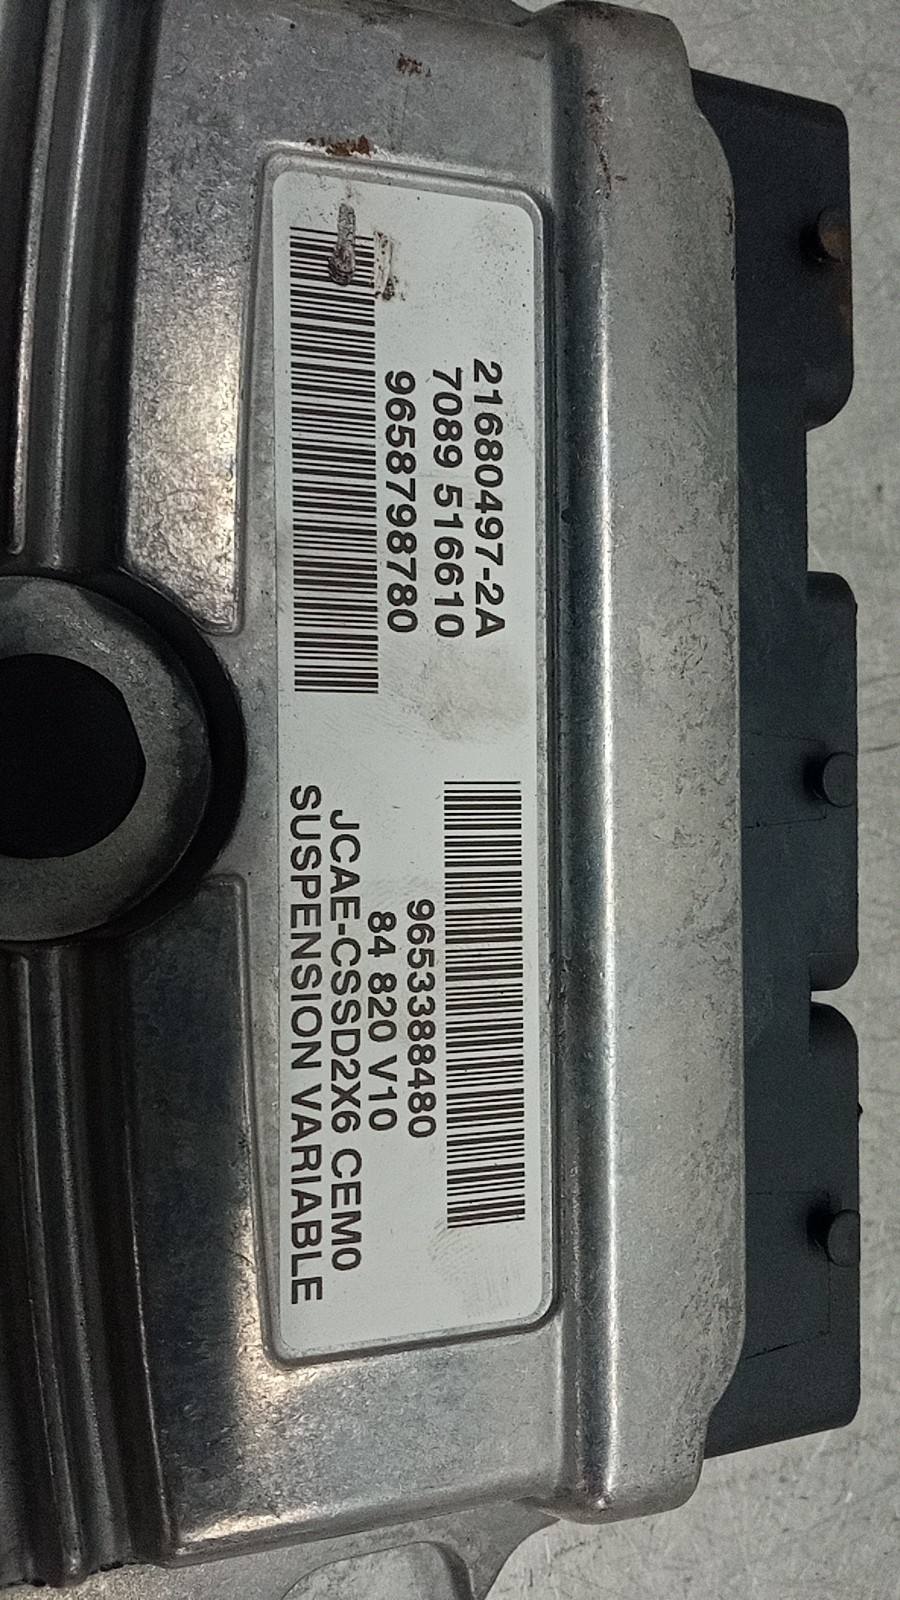 21680497-2A
7089 516610
9658798780
9653388480
84 820 V10
JCAE-CSSD2X6 CEM0
SUSPENSION VARIABLE